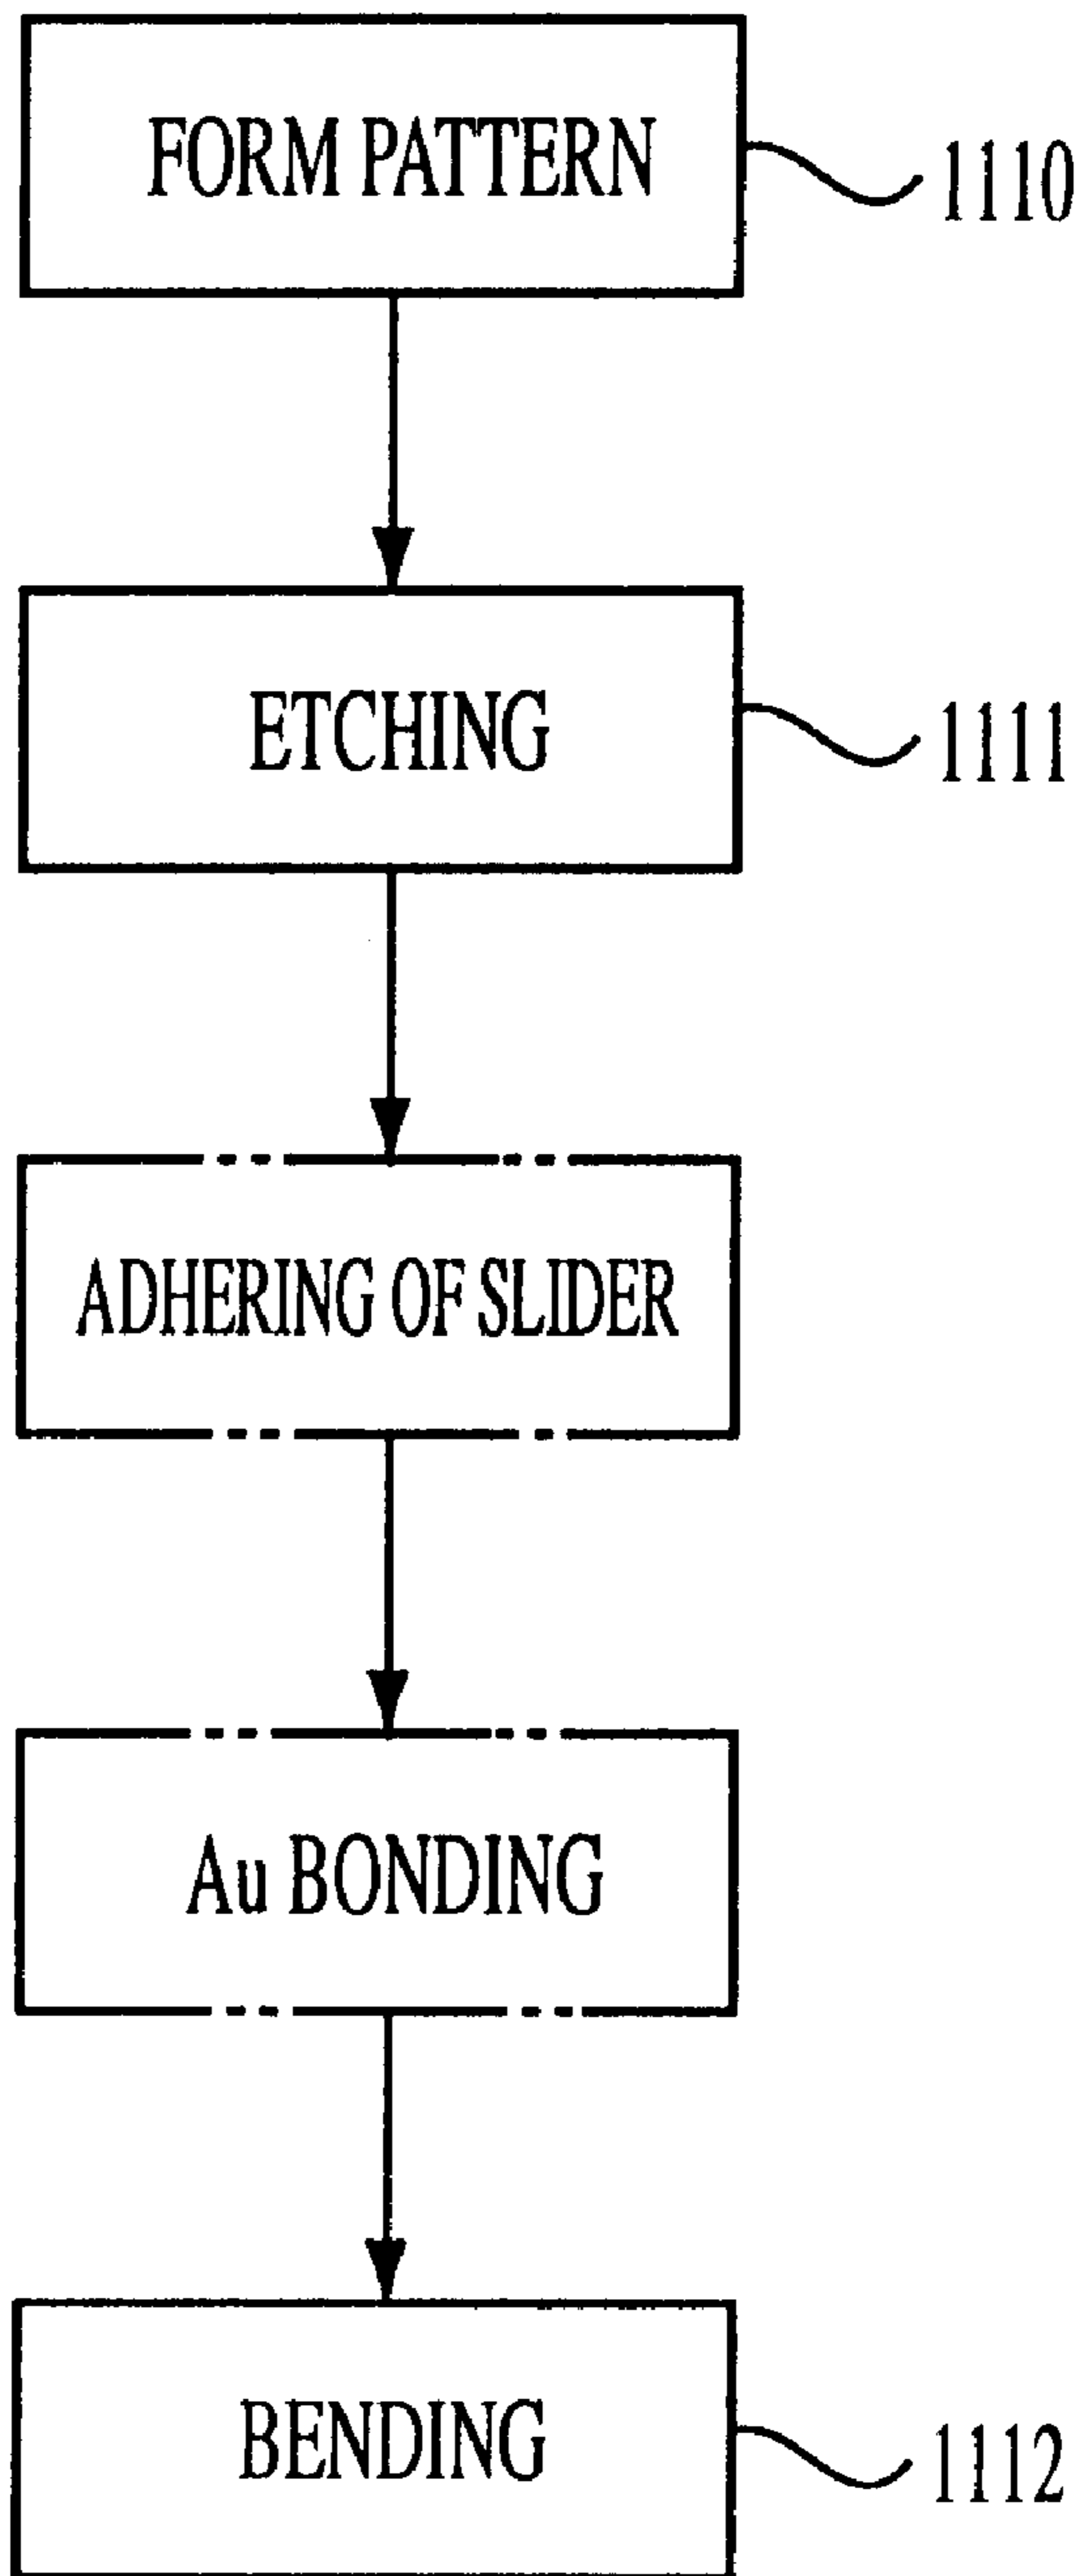 FORM PATTERN
1110
ETCHING
1111
ADHERING OF SLIDER
Au BONDING
BENDING
1112